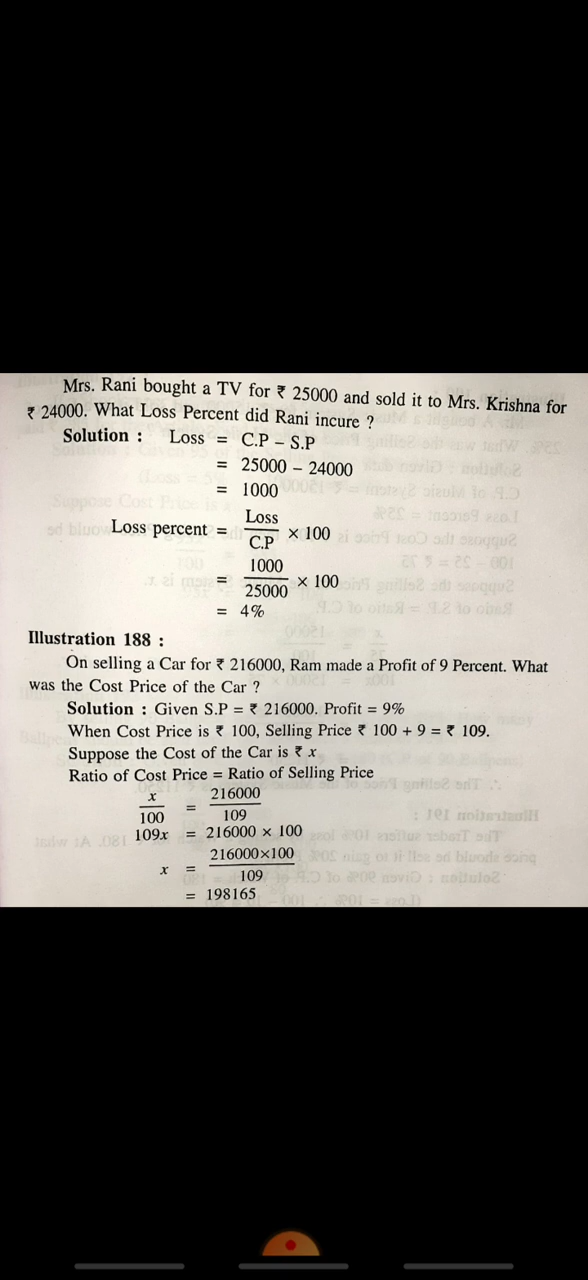 Mrs. Rani bought a TV for ₹ 25000 and sold it to Mrs. Krishna for
₹ 24000. What Loss Percent did Rani incure ?
Solution : Loss = C.P – S.P
= 25000 – 24000
= 1000
Loss percent = Loss/C.P × 100
= 1000/25000 × 100
= 4%
Illustration 188 :
On selling a Car for ₹ 216000, Ram made a Profit of 9 Percent. What
was the Cost Price of the Car ?
Solution : Given S.P = ₹ 216000. Profit = 9%
When Cost Price is ₹ 100, Selling Price ₹ 100 + 9 = ₹ 109.
Suppose the Cost of the Car is ₹ x
Ratio of Cost Price = Ratio of Selling Price
x/100 = 216000/109
109x = 216000 × 100
x = 216000×100/109
= 198165